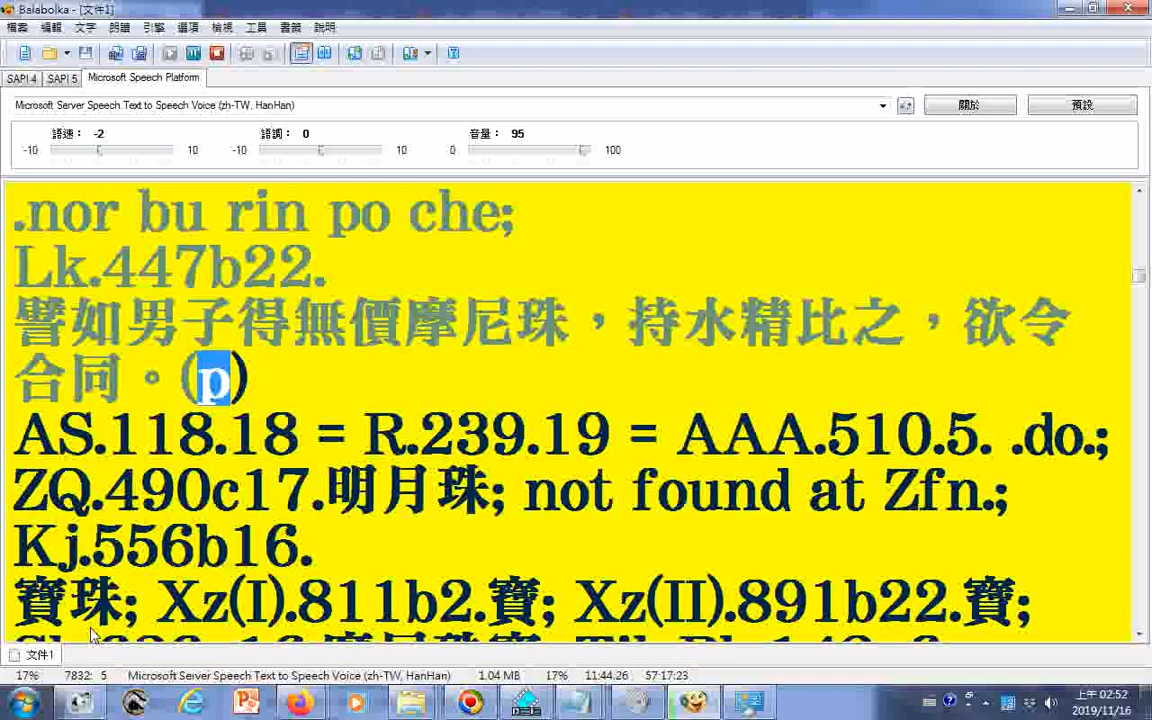 Balabolka - [文件1]
檔案 編輯 文字 朗讀 引擎 選項 檢視 工具 書籤 說明
SAPI 4 SAPI 5 Microsoft Speech Platform
Microsoft Server Speech Text to Speech Voice (zh-TW, HanHan) 關於 預設
語速： -2 語調： 0 音量： 95
-10 10 -10 10 0 100
.nor bu rin po che;
Lk.447b22.
譬如男子得無價摩尼珠，持水精比之，欲令
合同。(p)
AS.118.18 = R.239.19 = AAA.510.5. .do.;
ZQ.490c17.明月珠; not found at Zfn.;
Kj.556b16.
寶珠; Xz(I).811b2.寶; Xz(II).891b22.寶;
文件1
17% 7832: 5 Microsoft Server Speech Text to Speech Voice (zh-TW, HanHan) 1.04 MB 17% 11:44.26 57:17:23
上午 02:52
2019/11/16